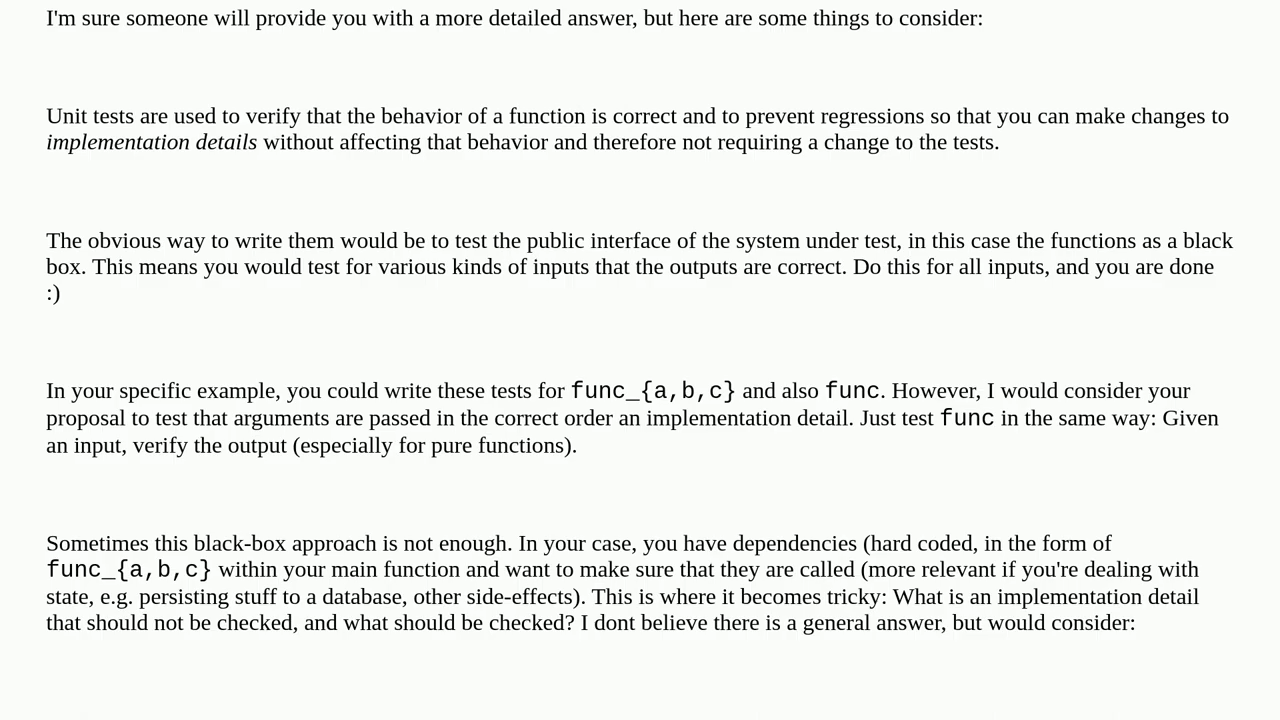 I'm sure someone will provide you with a more detailed answer, but here are some things to consider:
Unit tests are used to verify that the behavior of a function is correct and to prevent regressions so that you can make changes to
implementation details without affecting that behavior and therefore not requiring a change to the tests.
The obvious way to write them would be to test the public interface of the system under test, in this case the functions as a black
box. This means you would test for various kinds of inputs that the outputs are correct. Do this for all inputs, and you are done
:)
In your specific example, you could write these tests for func_{a,b,c} and also func. However, I would consider your
proposal to test that arguments are passed in the correct order an implementation detail. Just test func in the same way: Given
an input, verify the output (especially for pure functions).
Sometimes this black-box approach is not enough. In your case, you have dependencies (hard coded, in the form of
func_{a,b,c} within your main function and want to make sure that they are called (more relevant if you're dealing with
state, e.g. persisting stuff to a database, other side-effects). This is where it becomes tricky: What is an implementation detail
that should not be checked, and what should be checked? I dont believe there is a general answer, but would consider: